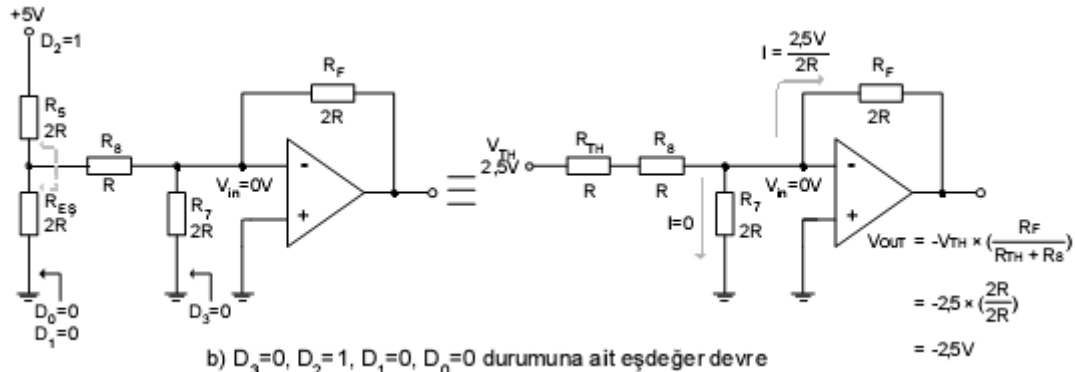 +5V
D2=1
R5
2R
REŞ
2R
D0=0
D1=0
R8
R
Vin=0V
R7
2R
D3=0
RF
2R
-
+
VTH
2,5V
RTH
R
R8
R
I=0
R7
2R
I = 2,5V / 2R
RF
2R
Vin=0V
-
+
VOUT = -VTH × (RF / RTH + R8)
= -2,5 × (2R / 2R)
= -2,5V
b) D3=0, D2=1, D1=0, D0=0 durumuna ait eşdeğer devre